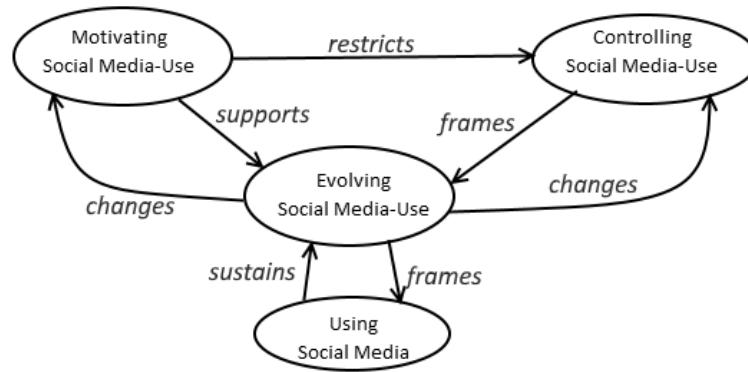 Motivating
Social Media-Use
restricts
Controlling
Social Media-Use
supports
frames
Evolving
Social Media-Use
changes
changes
sustains
frames
Using
Social Media